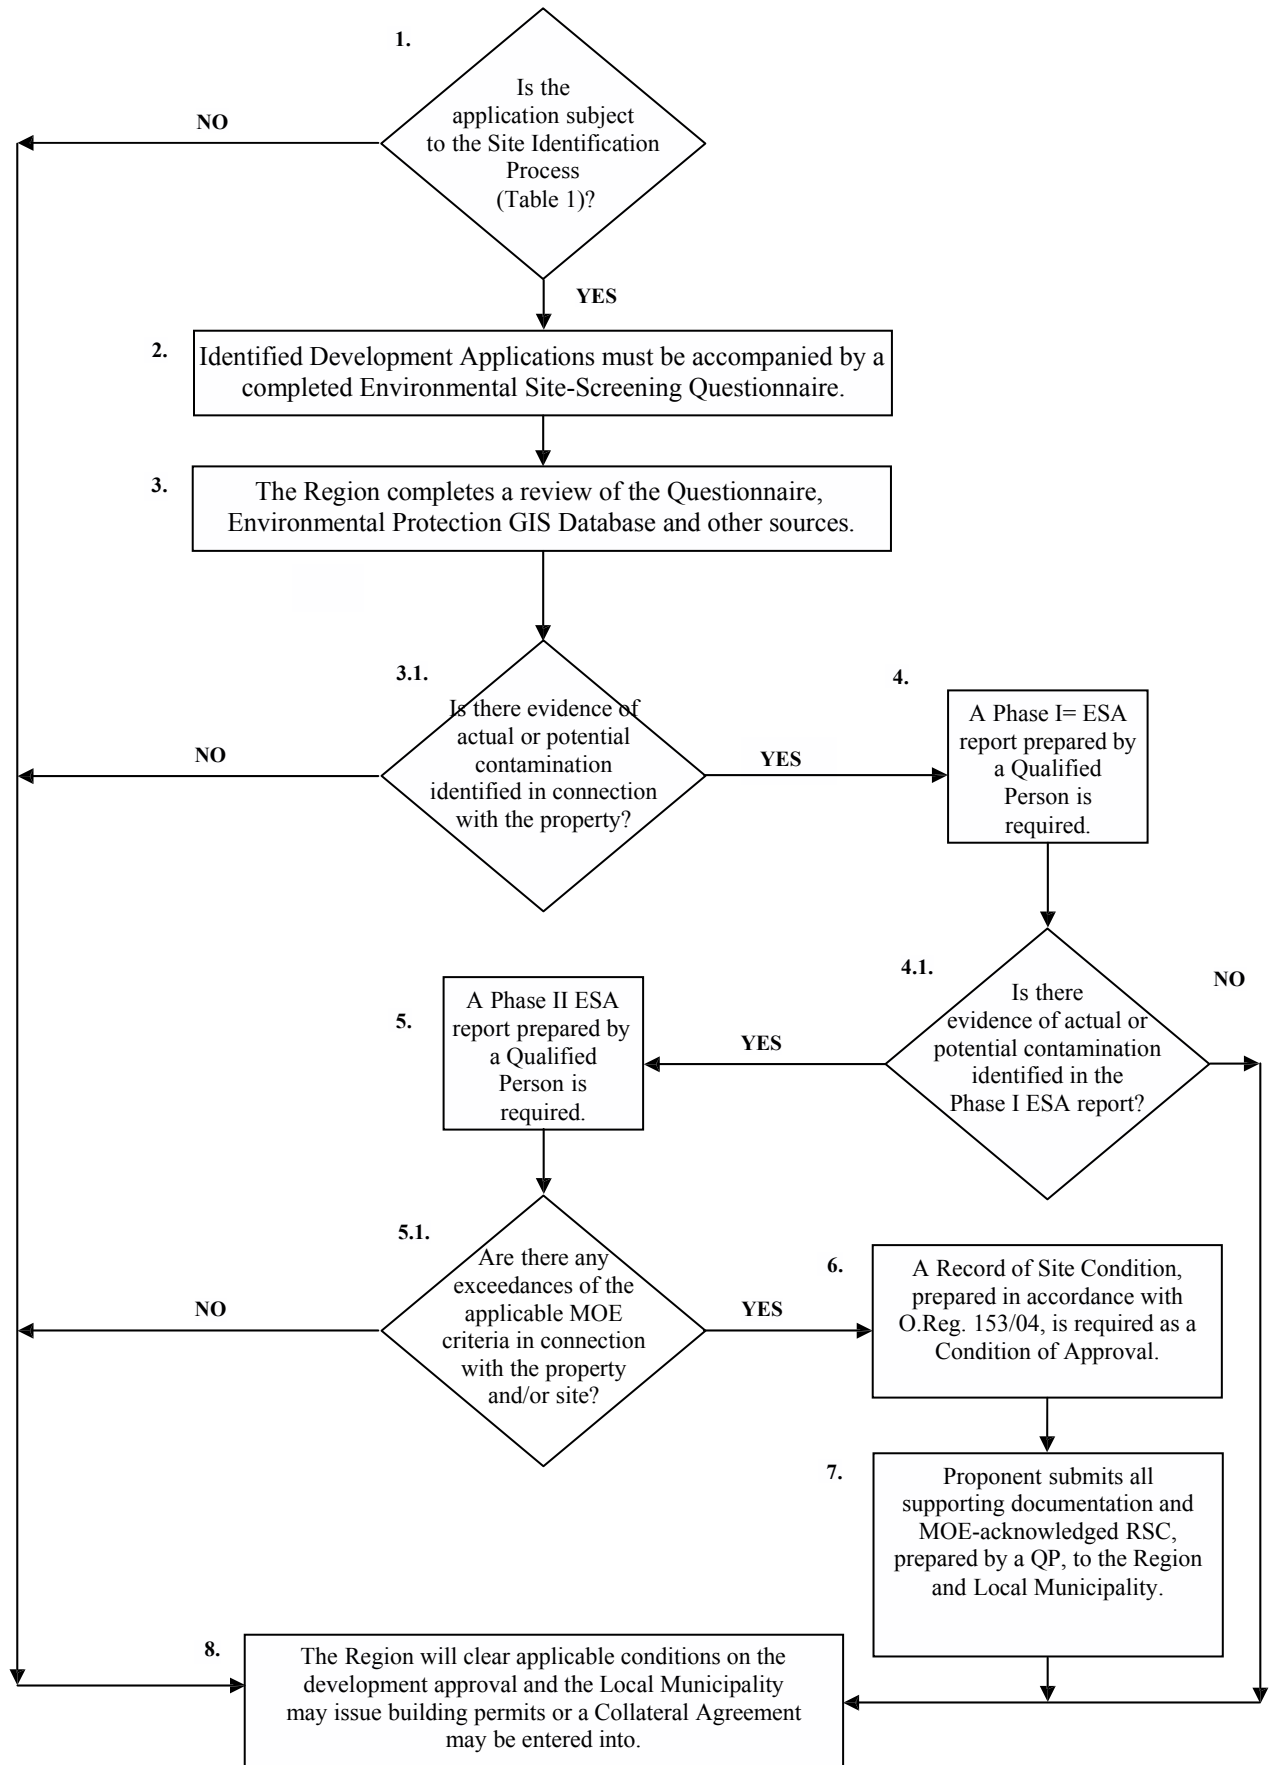 1.
Is the
application subject
to the Site Identification
Process
(Table 1)?
NO
YES
2.
Identified Development Applications must be accompanied by a
completed Environmental Site-Screening Questionnaire.
3.
The Region completes a review of the Questionnaire,
Environmental Protection GIS Database and other sources.
3.1.
Is there evidence of
actual or potential
contamination
identified in connection
with the property?
NO
YES
4.
A Phase I= ESA
report prepared by
a Qualified
Person is
required.
4.1.
Is there
evidence of actual or
potential contamination
identified in the
Phase I ESA report?
NO
YES
5.
A Phase II ESA
report prepared by
a Qualified
Person is
required.
5.1.
Are there any
exceedances of the
applicable MOE
criteria in connection
with the property
and/or site?
NO
YES
6.
A Record of Site Condition,
prepared in accordance with
O.Reg. 153/04, is required as a
Condition of Approval.
7.
Proponent submits all
supporting documentation and
MOE-acknowledged RSC,
prepared by a QP, to the Region
and Local Municipality.
8.
The Region will clear applicable conditions on the
development approval and the Local Municipality
may issue building permits or a Collateral Agreement
may be entered into.